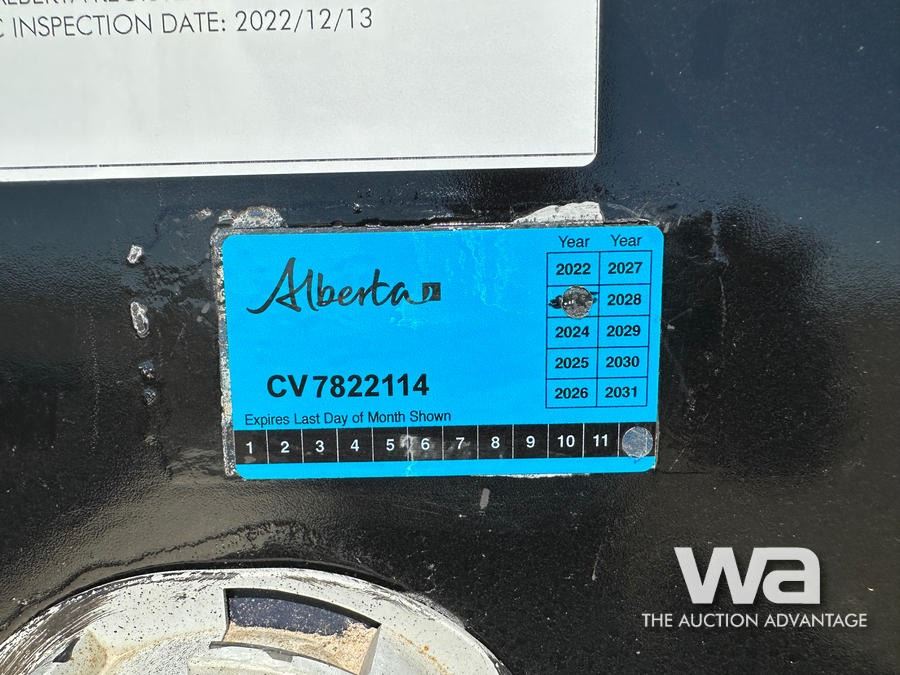 C INSPECTION DATE: 2022/12/13
Year Year
2022 2027
2028
2024 2029
2025 2030
2026 2031
Alberta
CV7822114
Expires Last Day of Month Shown
1 2 3 4 5 6 7 8 9 10 11
wa
THE AUCTION ADVANTAGE